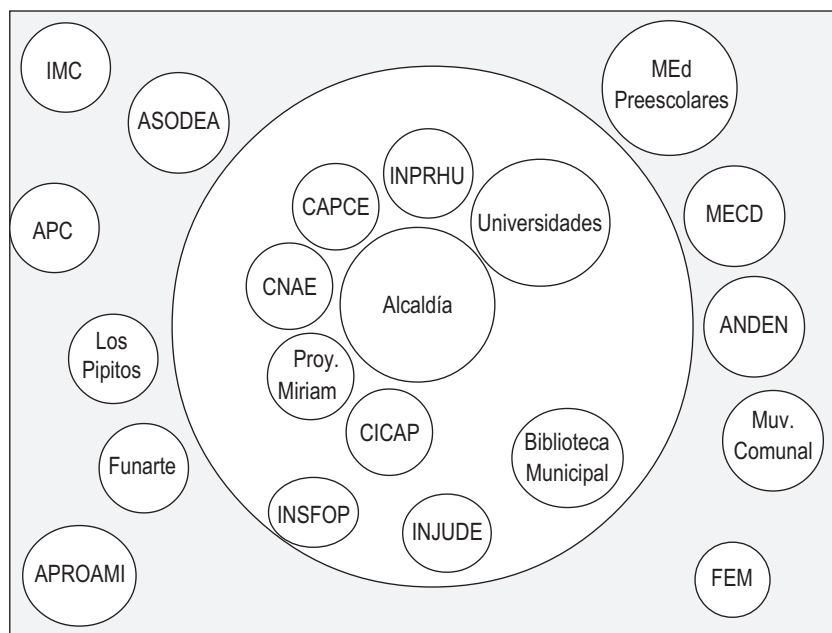 IMC
MEd
Preescolares
ASODEA
INPRHU
CAPCE
Universidades
MECD
APC
CNAE
Alcaldía
ANDEN
Los
Pipitos
Proy.
Miriam
CICAP
Muv.
Comunal
Biblioteca
Municipal
Funarte
INSFOP
INJUDE
APROAMI
FEM